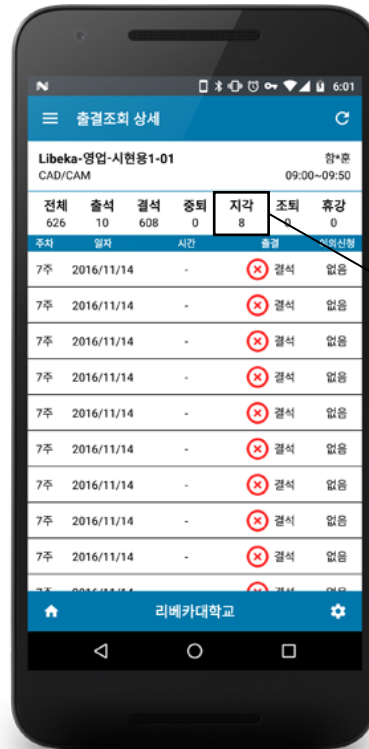 N 6:01
출결조회 상세
Libeka-영업-시현용1-01 함*훈
CAD/CAM 09:00~09:50
전체 출석 결석 중퇴 지각 조퇴 휴강
626 10 608 0 8 0 0
주차 일자 시간 출결 이의신청
7주 2016/11/14 - 결석 없음
7주 2016/11/14 - 결석 없음
7주 2016/11/14 - 결석 없음
7주 2016/11/14 - 결석 없음
7주 2016/11/14 - 결석 없음
7주 2016/11/14 - 결석 없음
7주 2016/11/14 - 결석 없음
7주 2016/11/14 - 결석 없음
7주 2016/11/14 - 결석 없음
리베카대학교